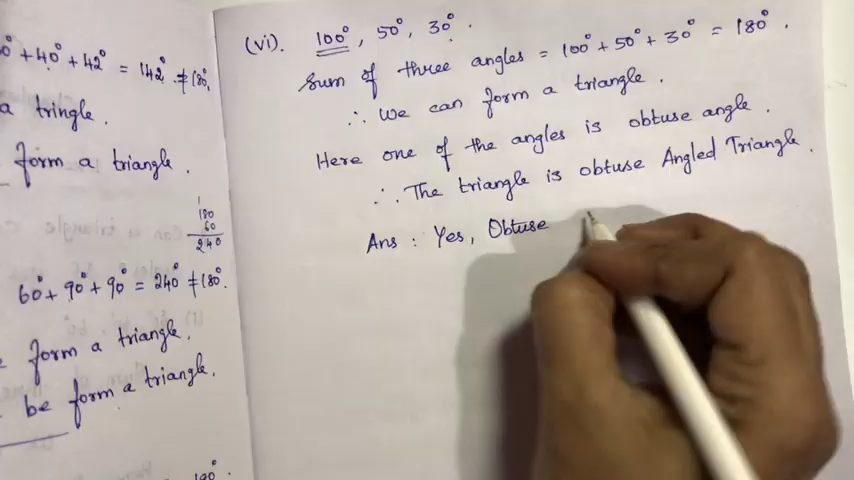 0° + 40° + 42° = 142° ≠ 180°.
a tringle.
form a triangle.
1
180
60
240
60° + 90° + 90° = 240° ≠ 180°.
form a triangle.
be form a triangle.
180°.
(vi). 100°, 50°, 30°.
Sum of three angles = 100° + 50° + 30° = 180°.
∴ We can form a triangle.
Here one of the angles is obtuse angle.
∴ The triangle is obtuse Angled Triangle.
Ans : Yes, Obtuse